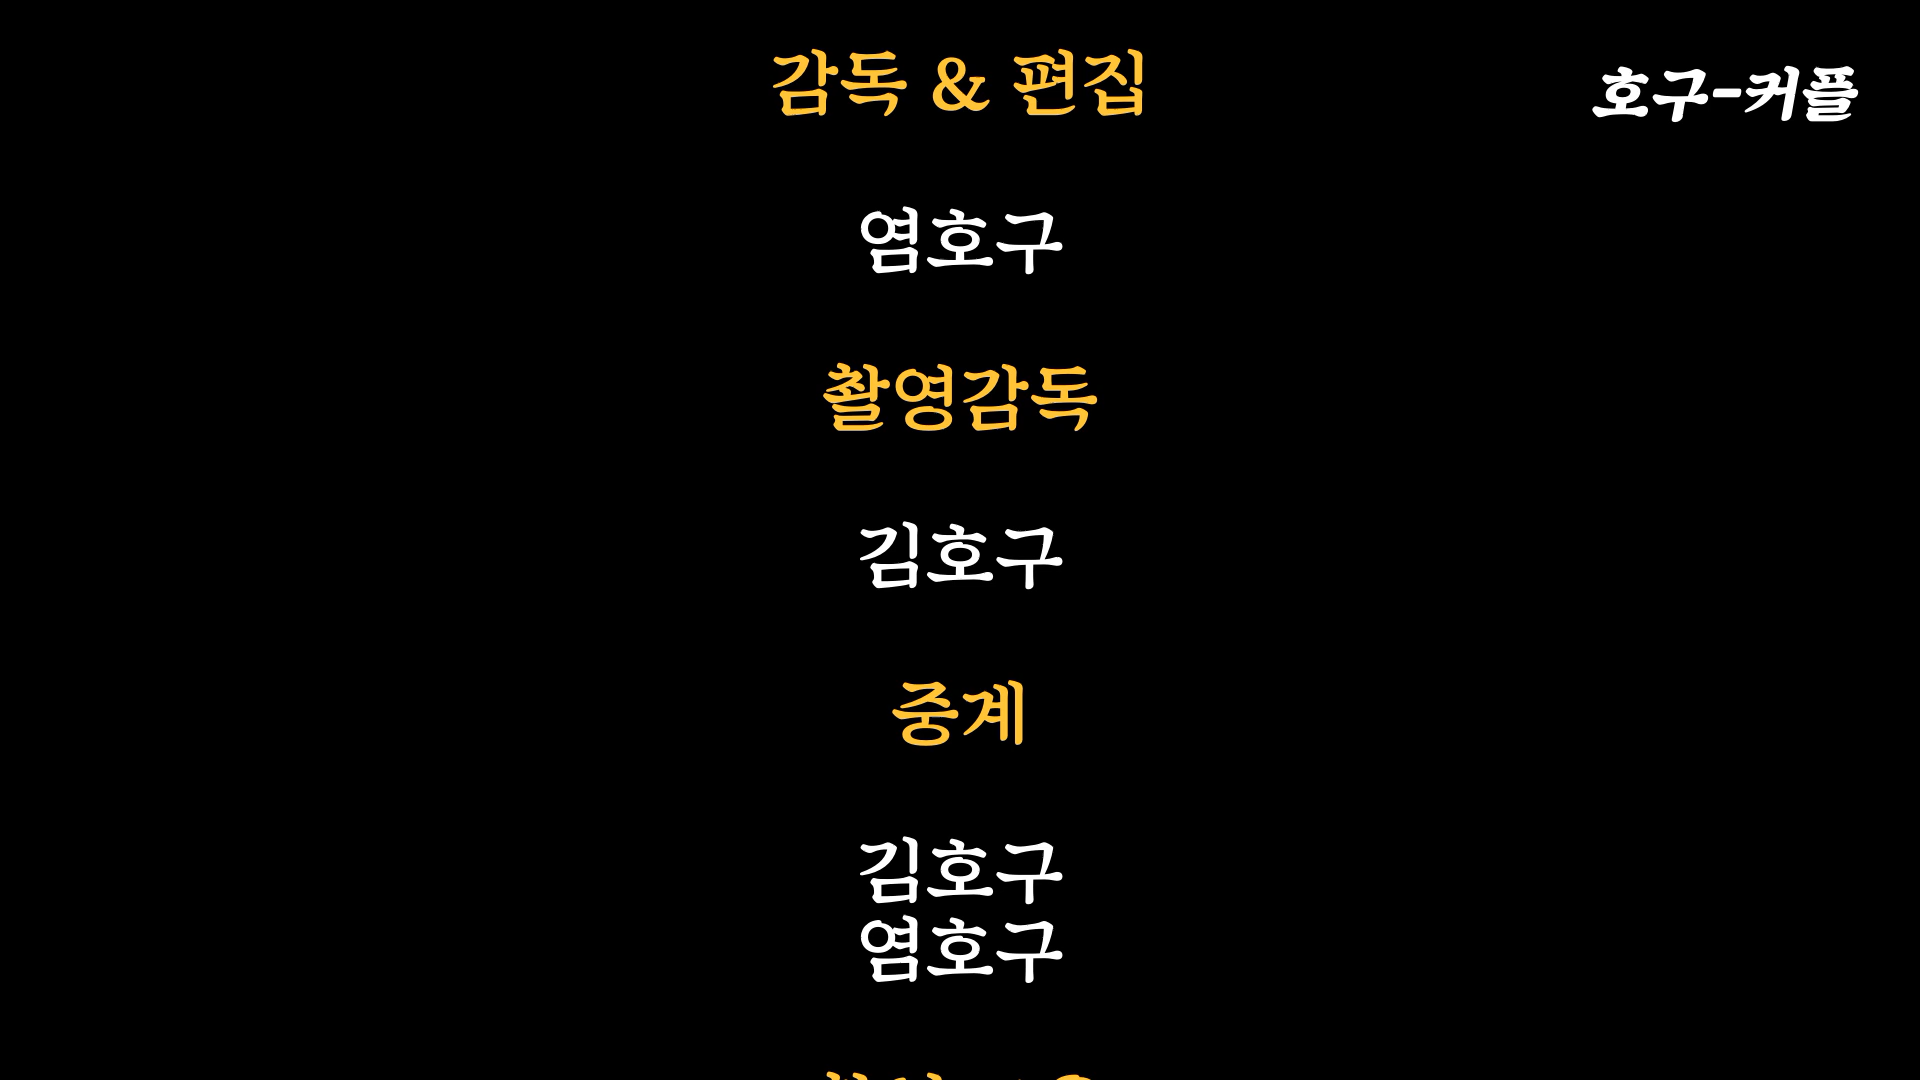 감독 & 편집
호구-커플
염호구
촬영감독
김호구
중계
김호구
염호구